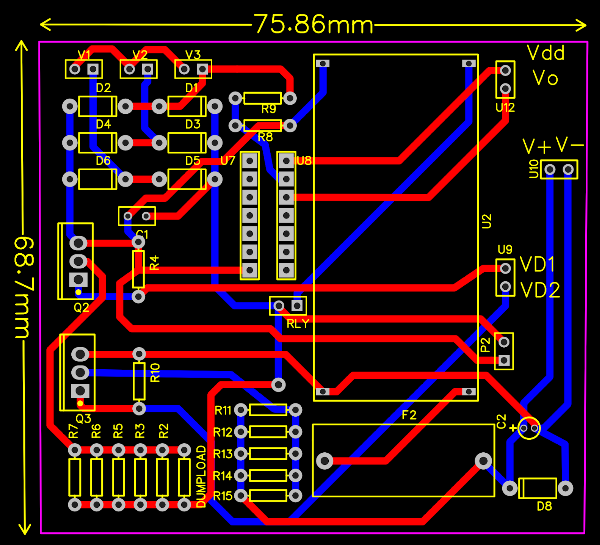 75.86mm
68.7mm
V1 V2 V3
Vdd
Vo
D2 D1
U12
R9
D4 D3
R8
V+ V-
D6 D5 U7 U8
U10
U2
C1
R4
U9
VD1
VD2
Q2
RLY
P2
R10
Q3
R11
F2
C2
+
R7 R6 R5 R3 R2
R12
R13
DUMPLOAD
R14
R15
D8